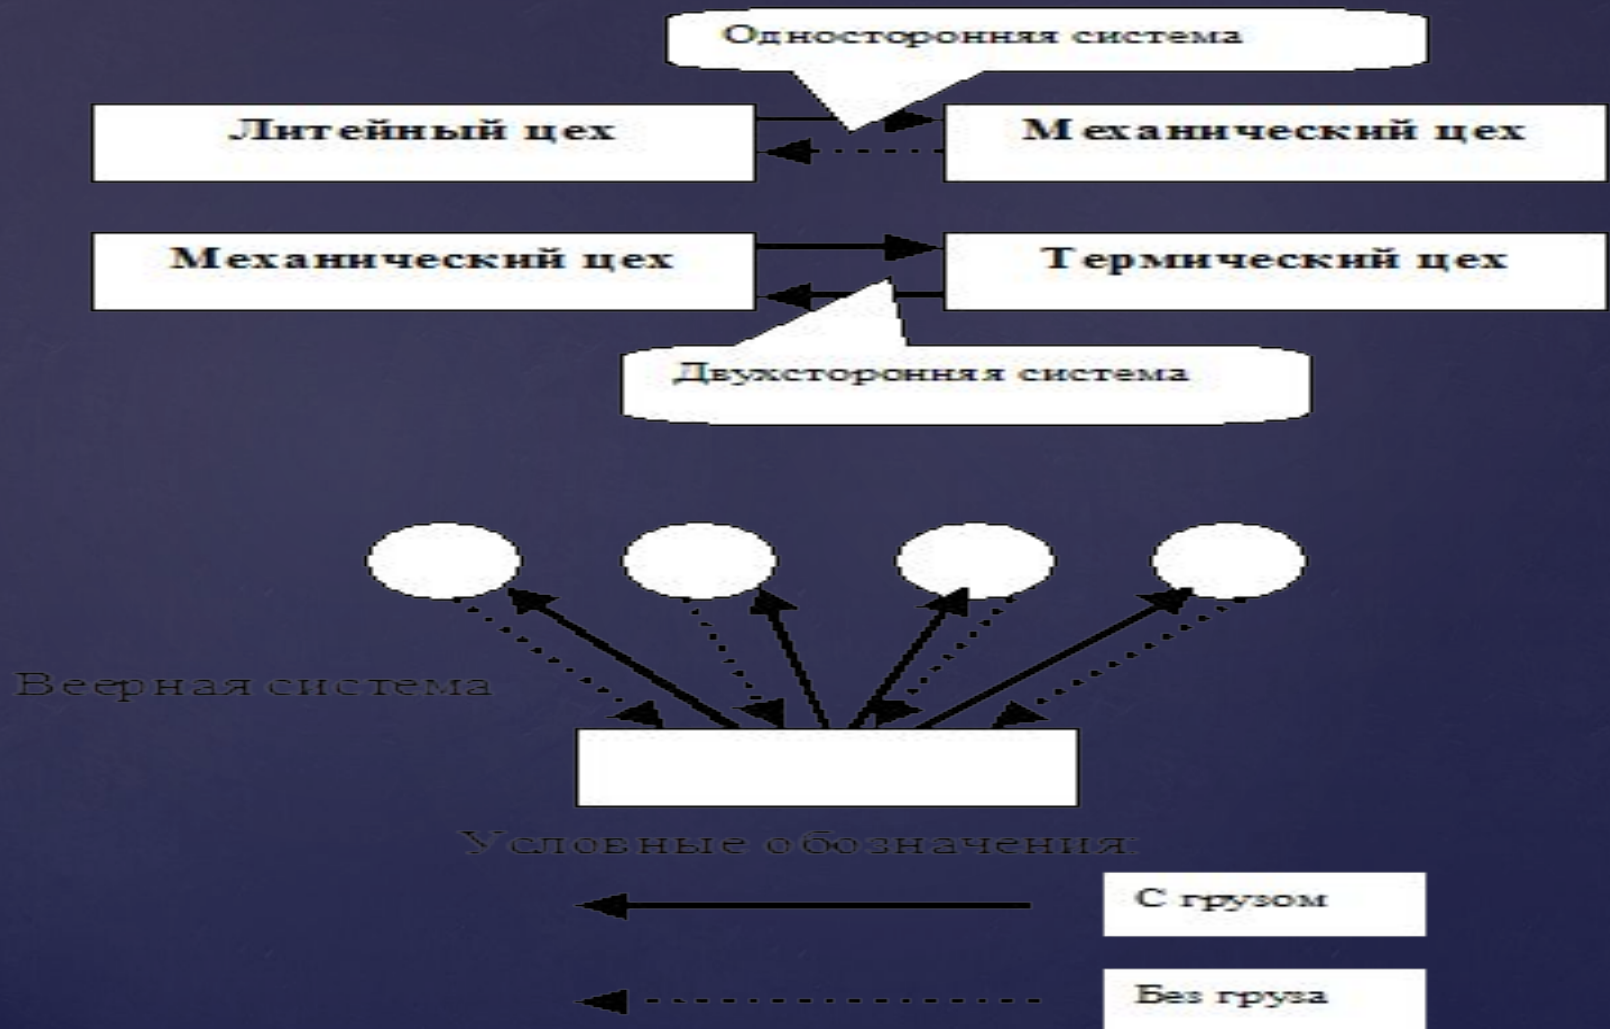 Односторонняя система
Литейный цех
Механический цех
Механический цех
Термический цех
Двухсторонняя система
Веерная система
Условные обозначения:
С грузом
Без груза